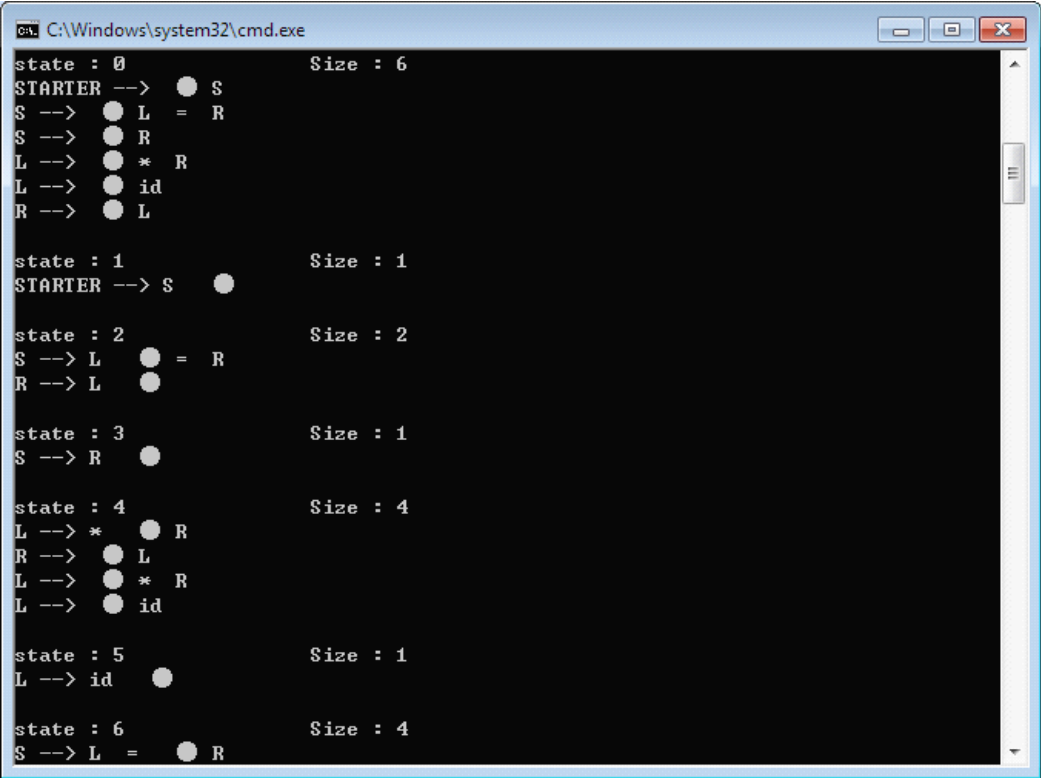 C:\Windows\system32\cmd.exe
state : 0 Size : 6
STARTER --> ● S
S --> ● L = R
S --> ● R
L --> ● * R
L --> ● id
R --> ● L
state : 1 Size : 1
STARTER --> S ●
state : 2 Size : 2
S --> L ● = R
R --> L ●
state : 3 Size : 1
S --> R ●
state : 4 Size : 4
L --> * ● R
R --> ● L
L --> ● * R
L --> ● id
state : 5 Size : 1
L --> id ●
state : 6 Size : 4
S --> L = ● R